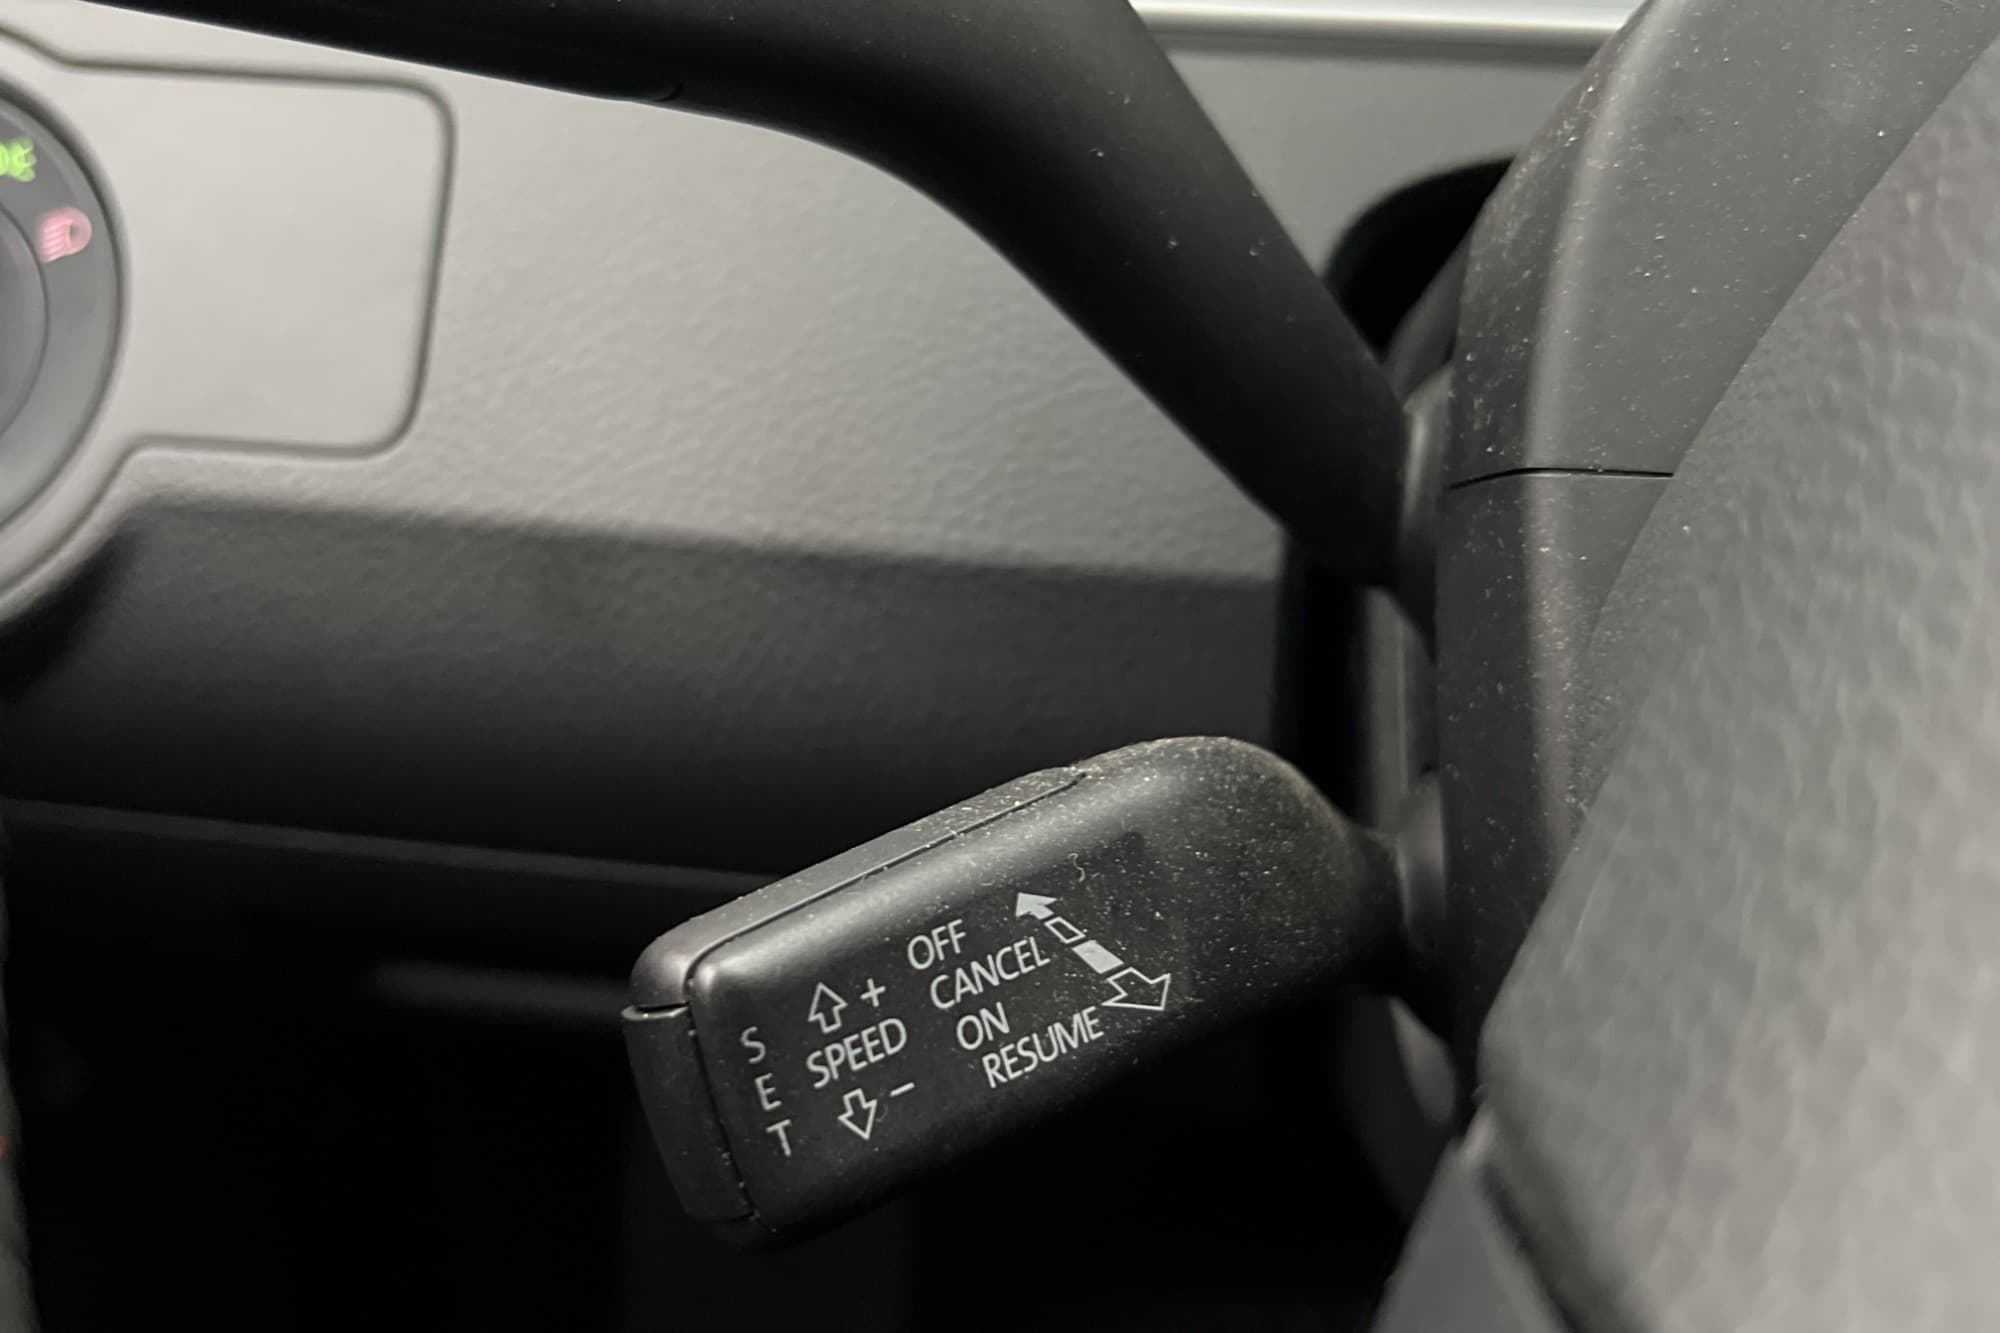 OFF
CANCEL
ON
RESUME
+
SPEED
−
SET